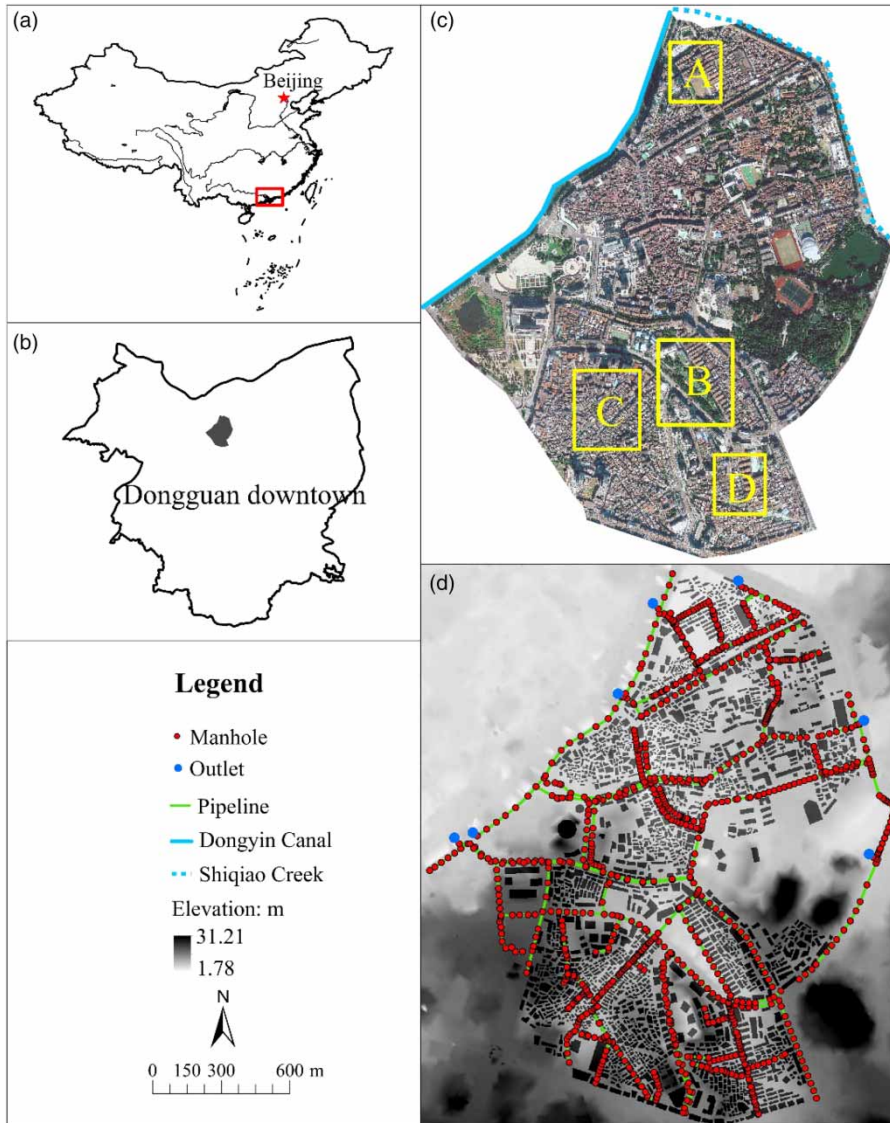 (a)
Beijing
(b)
Dongguan downtown
Legend
Manhole
Outlet
Pipeline
Dongyin Canal
Shiqiao Creek
Elevation: m
31.21
1.78
N
0 150 300 600 m
(c)
A
B
C
D
(d)